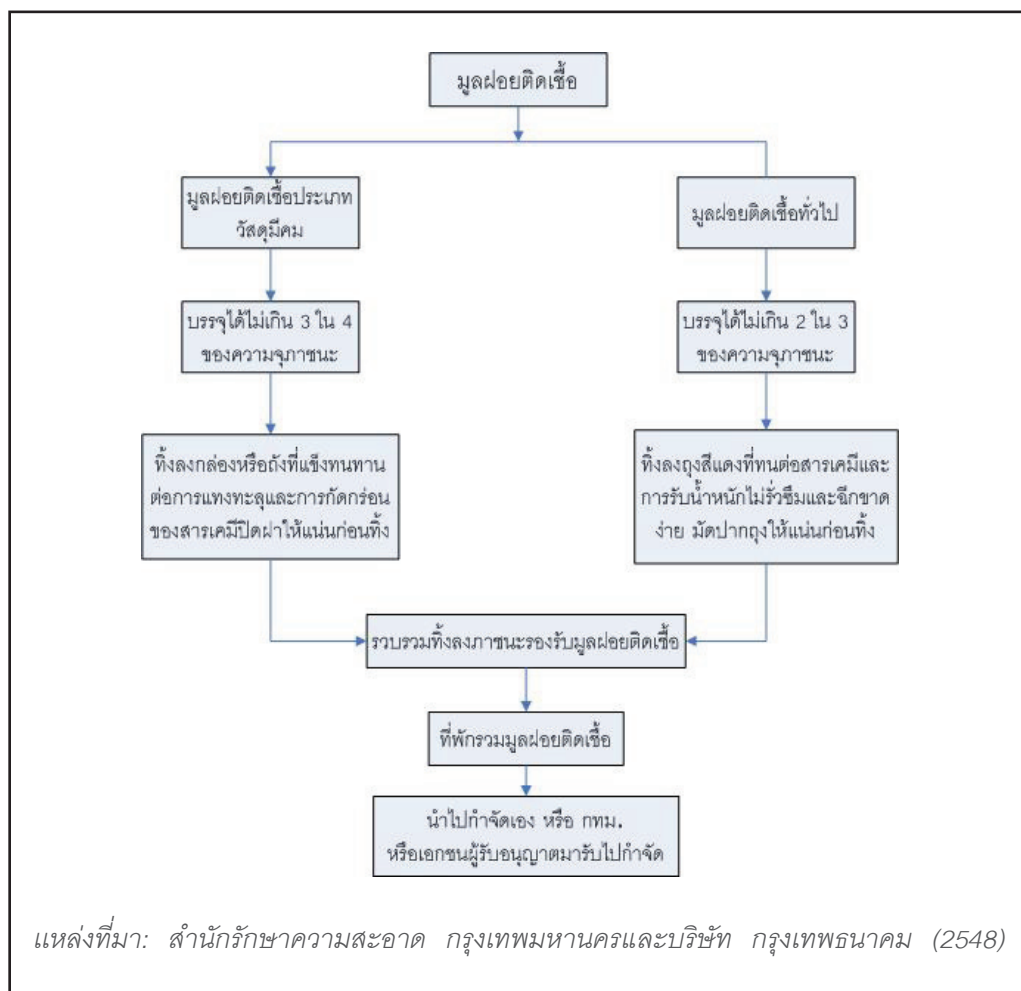 มูลฝอยติดเชื้อ
มูลฝอยติดเชื้อประเภท
วัสดุมีคม
มูลฝอยติดเชื้อทั่วไป
บรรจุได้ไม่เกิน 3 ใน 4
ของความจุภาชนะ
บรรจุได้ไม่เกิน 2 ใน 3
ของความจุภาชนะ
ทิ้งลงกล่องหรือถังที่แข็งทนทาน
ต่อการแทงทะลุและการกัดกร่อน
ของสารเคมีปิดฝาให้แน่นก่อนทิ้ง
ทิ้งลงถุงสีแดงที่ทนต่อสารเคมีและ
การรับน้ำหนักไม่รั่วซึมและฉีกขาด
ง่าย มัดปากถุงให้แน่นก่อนทิ้ง
รวบรวมทิ้งลงภาชนะรองรับมูลฝอยติดเชื้อ
ที่พักรวมมูลฝอยติดเชื้อ
นำไปกำจัดเอง หรือ กทม.
หรือเอกชนผู้รับอนุญาตมารับไปกำจัด
แหล่งที่มา: สำนักรักษาความสะอาด กรุงเทพมหานครและบริษัท กรุงเทพธนาคม (2548)